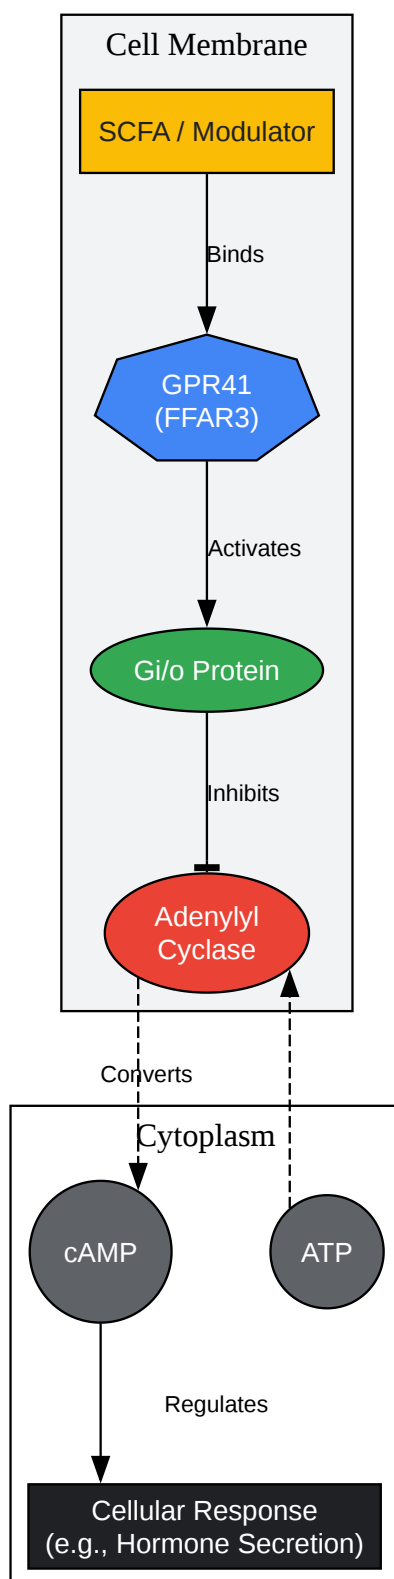 Cell Membrane
SCFA / Modulator
Binds
GPR41
(FFAR3)
Activates
Gi/o Protein
Inhibits
Adenylyl
Cyclase
Converts
Cytoplasm
cAMP
ATP
Regulates
Cellular Response
(e.g., Hormone Secretion)